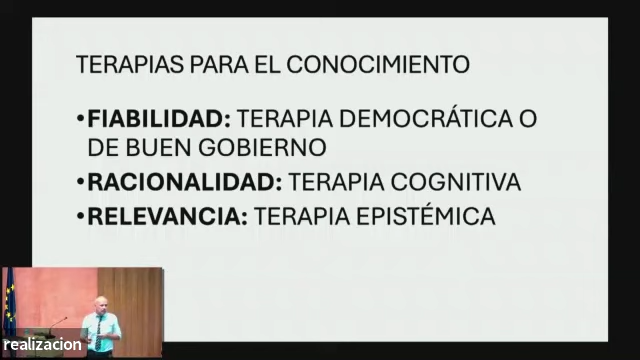 TERAPIAS PARA EL CONOCIMIENTO
•FIABILIDAD: TERAPIA DEMOCRÁTICA O
DE BUEN GOBIERNO
•RACIONALIDAD: TERAPIA COGNITIVA
•RELEVANCIA: TERAPIA EPISTÉMICA
realizacion